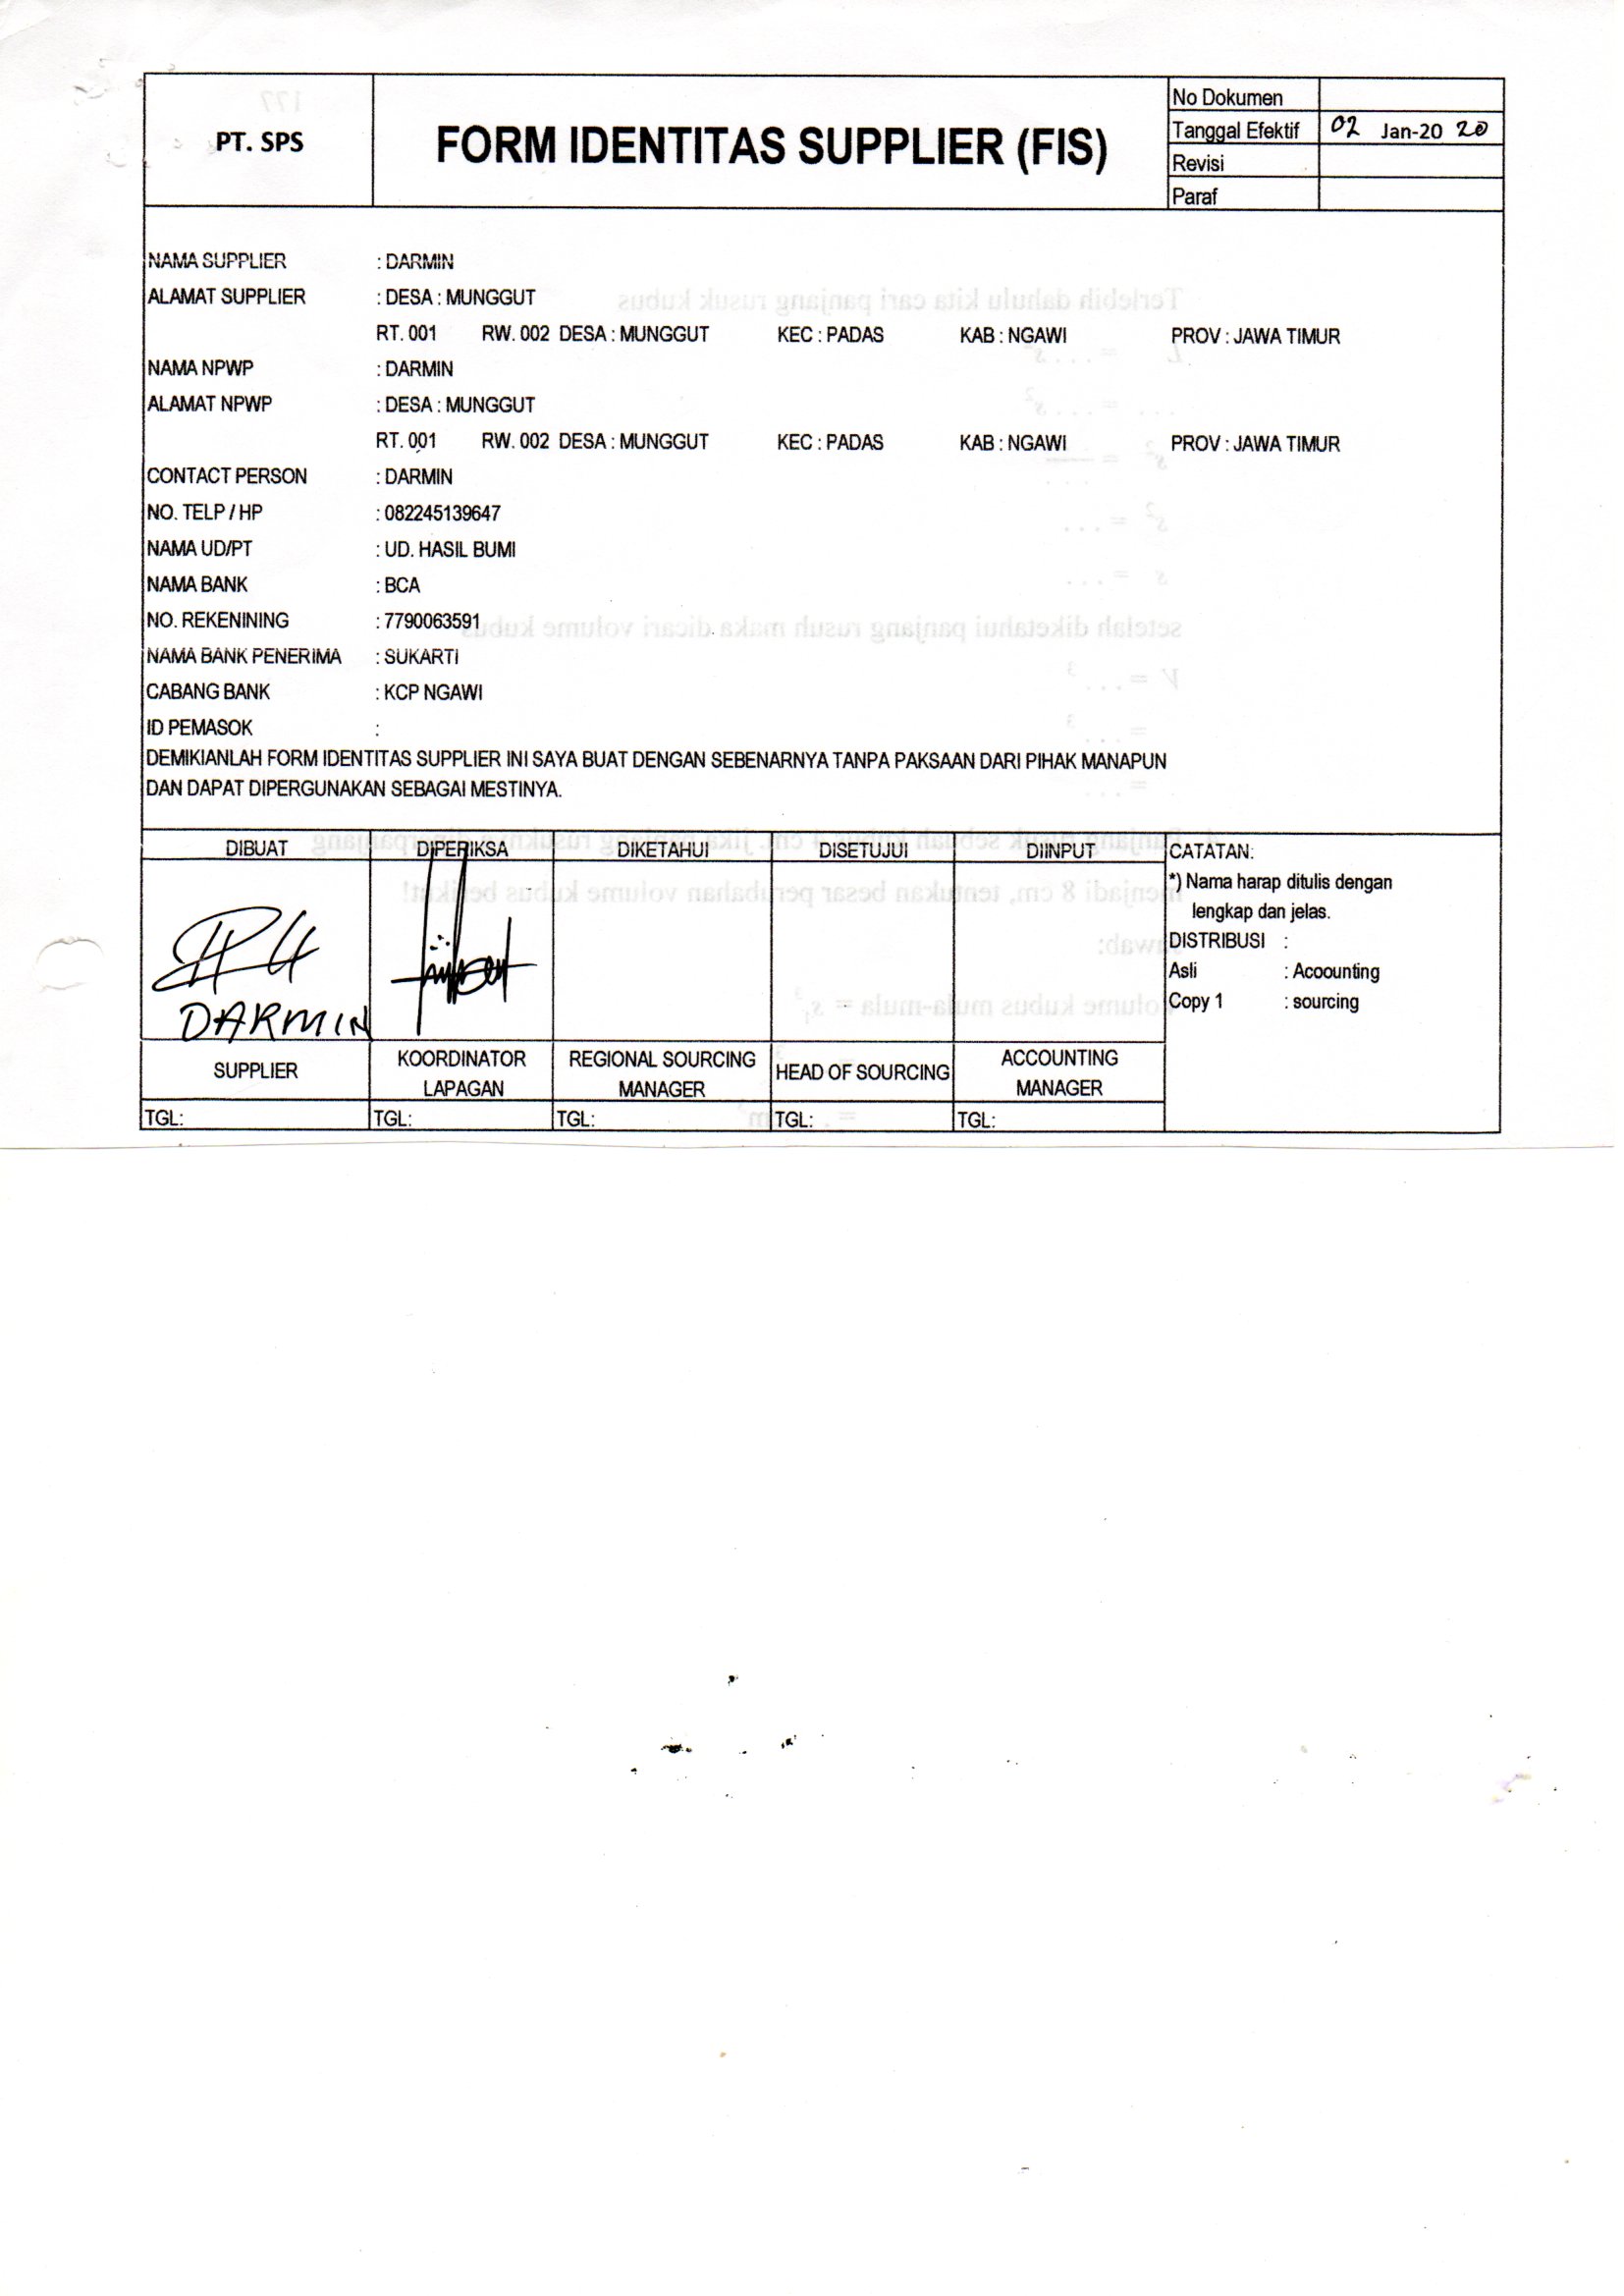 PT. SPS
FORM IDENTITAS SUPPLIER (FIS)
No Dokumen
Tanggal Efektif 02 Jan-20 20
Revisi
Paraf
NAMA SUPPLIER : DARMIN
ALAMAT SUPPLIER : DESA : MUNGGUT
RT. 001 RW. 002 DESA : MUNGGUT KEC : PADAS KAB : NGAWI PROV : JAWA TIMUR
NAMA NPWP : DARMIN
ALAMAT NPWP : DESA : MUNGGUT
RT. 001 RW. 002 DESA : MUNGGUT KEC : PADAS KAB : NGAWI PROV : JAWA TIMUR
CONTACT PERSON : DARMIN
NO. TELP / HP : 082245139647
NAMA UD/PT : UD. HASIL BUMI
NAMA BANK : BCA
NO. REKENINING : 7790063591
NAMA BANK PENERIMA : SUKARTI
CABANG BANK : KCP NGAWI
ID PEMASOK :
DEMIKIANLAH FORM IDENTITAS SUPPLIER INI SAYA BUAT DENGAN SEBENARNYA TANPA PAKSAAN DARI PIHAK MANAPUN
DAN DAPAT DIPERGUNAKAN SEBAGAI MESTINYA.
DIBUAT DIPERIKSA DIKETAHUI DISETUJUI DIINPUT
DARMIN
SUPPLIER KOORDINATOR LAPAGAN REGIONAL SOURCING MANAGER HEAD OF SOURCING ACCOUNTING MANAGER
TGL: TGL: TGL: TGL: TGL:
CATATAN:
*) Nama harap ditulis dengan
lengkap dan jelas.
DISTRIBUSI :
Asli : Acoounting
Copy 1 : sourcing